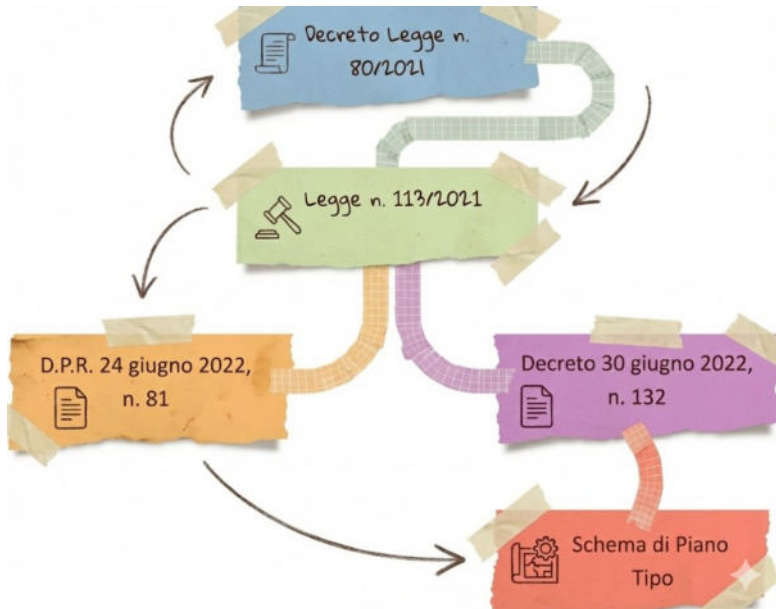 Decreto Legge n.
80/2021
Legge n. 113/2021
D.P.R. 24 giugno 2022,
n. 81
Decreto 30 giugno 2022,
n. 132
Schema di Piano
Tipo